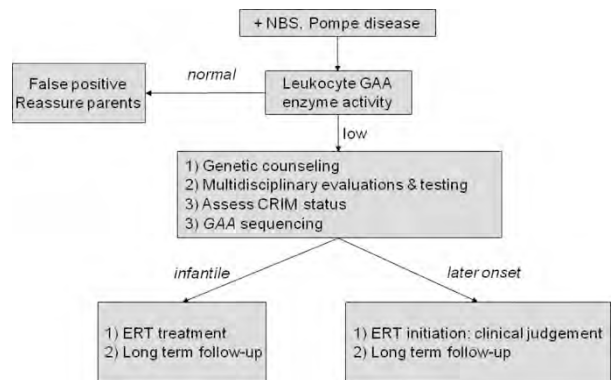 + NBS, Pompe disease
normal
False positive
Reassure parents
Leukocyte GAA
enzyme activity
low
1) Genetic counseling
2) Multidisciplinary evaluations & testing
3) Assess CRIM status
3) GAA sequencing
infantile
later onset
1) ERT treatment
2) Long term follow-up
1) ERT initiation: clinical judgement
2) Long term follow-up